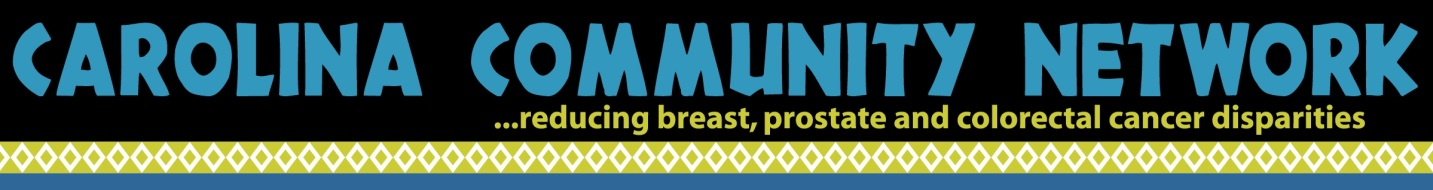 CAROLINA COMMUNITY NETWORK
...reducing breast, prostate and colorectal cancer disparities